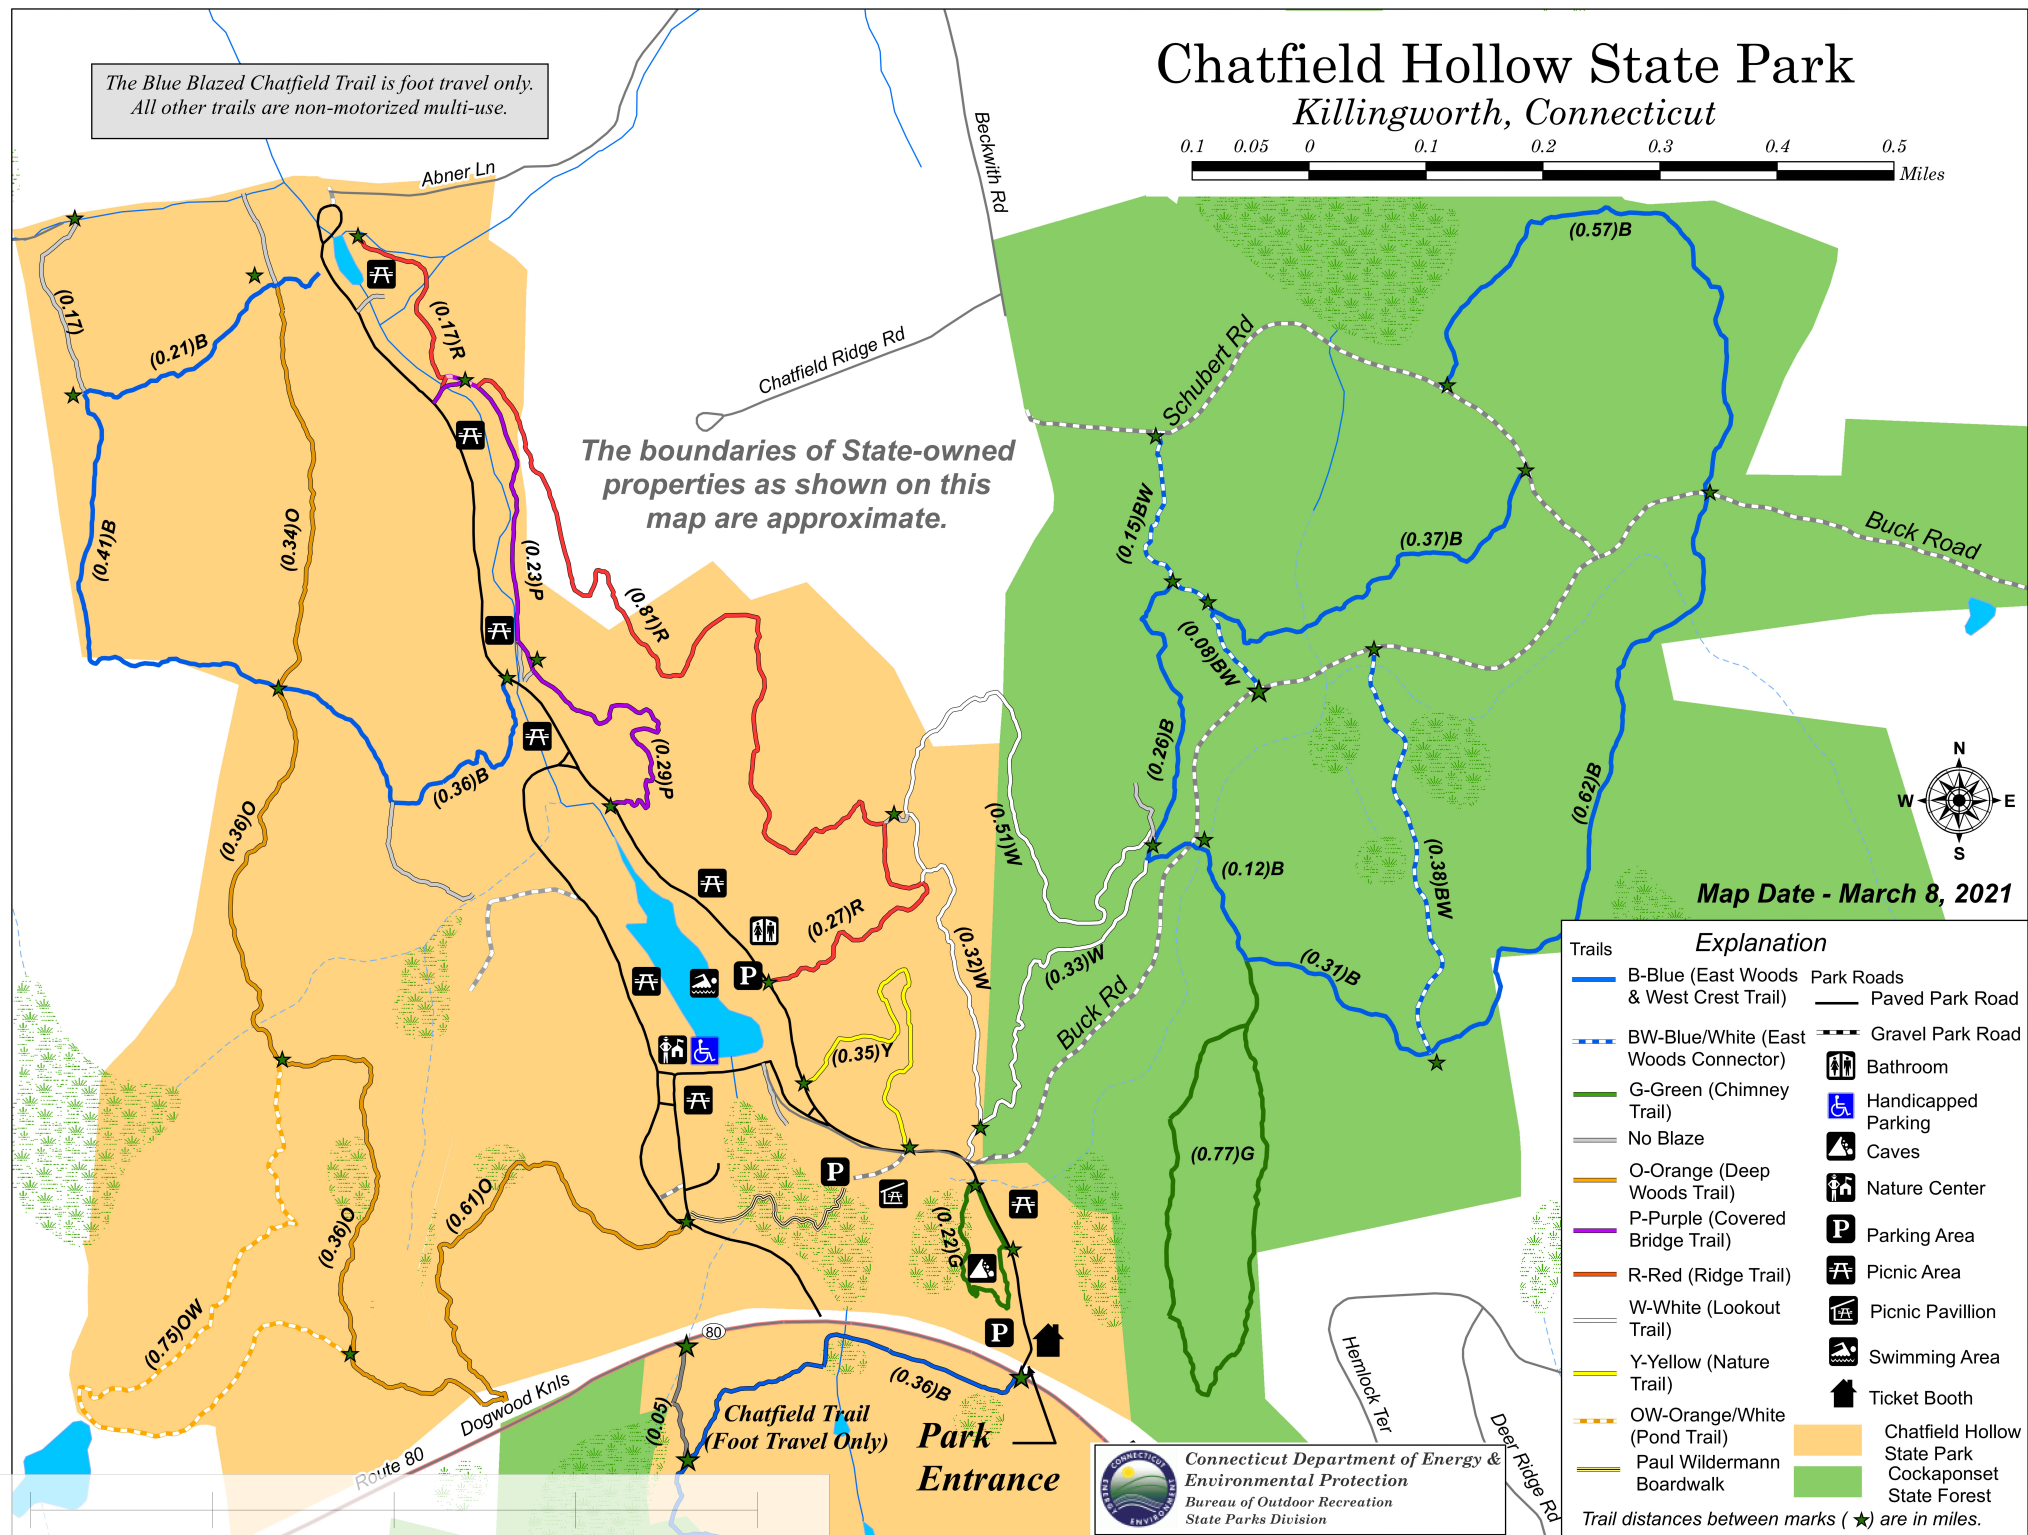 The Blue Blazed Chatfield Trail is foot travel only.
All other trails are non-motorized multi-use.
Chatfield Hollow State Park
Killingworth, Connecticut
0.1 0.05 0 0.1 0.2 0.3 0.4 0.5
Miles
Abner Ln
Beckwith Rd
Chatfield Ridge Rd
The boundaries of State-owned
properties as shown on this
map are approximate.
Schubert Rd
Buck Road
Buck Rd
(0.57)B
(0.17)
(0.21)B
(0.17)R
(0.41)B
(0.34)O
(0.23)P
(0.81)R
(0.15)BW
(0.37)B
(0.08)BW
(0.26)B
(0.29)P
(0.36)B
(0.36)O
(0.51)W
(0.62)B
(0.12)B
(0.38)BW
(0.27)R
(0.32)W
(0.33)W
(0.31)B
(0.35)Y
P
(0.77)G
P
(0.61)O
(0.36)O
(0.22)G
(0.75)OW
P
80
(0.36)B
(0.05)
Dogwood Knls
Route 80
Chatfield Trail
(Foot Travel Only)
Park
Entrance
Hemlock Ter
Deer Ridge Rd
N
W E
S
Map Date - March 8, 2021
Explanation
Trails
B-Blue (East Woods
& West Crest Trail)
BW-Blue/White (East
Woods Connector)
G-Green (Chimney
Trail)
No Blaze
O-Orange (Deep
Woods Trail)
P-Purple (Covered
Bridge Trail)
R-Red (Ridge Trail)
W-White (Lookout
Trail)
Y-Yellow (Nature
Trail)
OW-Orange/White
(Pond Trail)
Paul Wildermann
Boardwalk
Park Roads
Paved Park Road
Gravel Park Road
Bathroom
Handicapped
Parking
Caves
Nature Center
P Parking Area
Picnic Area
Picnic Pavillion
Swimming Area
Ticket Booth
Chatfield Hollow
State Park
Cockaponset
State Forest
Trail distances between marks ( ) are in miles.
CONNECTICUT
ENERGY ENVIRONMENT
Connecticut Department of Energy &
Environmental Protection
Bureau of Outdoor Recreation
State Parks Division